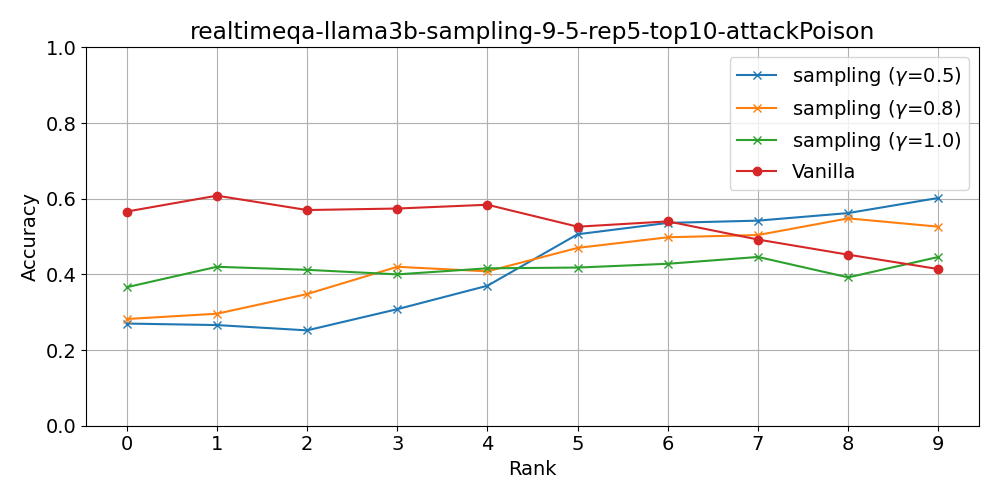 realtimeqa-llama3b-sampling-9-5-rep5-top10-attackPoison
1.0
0.8
0.6
0.4
0.2
0.0
Accuracy
sampling (γ=0.5)
sampling (γ=0.8)
sampling (γ=1.0)
Vanilla
0 1 2 3 4 5 6 7 8 9
Rank